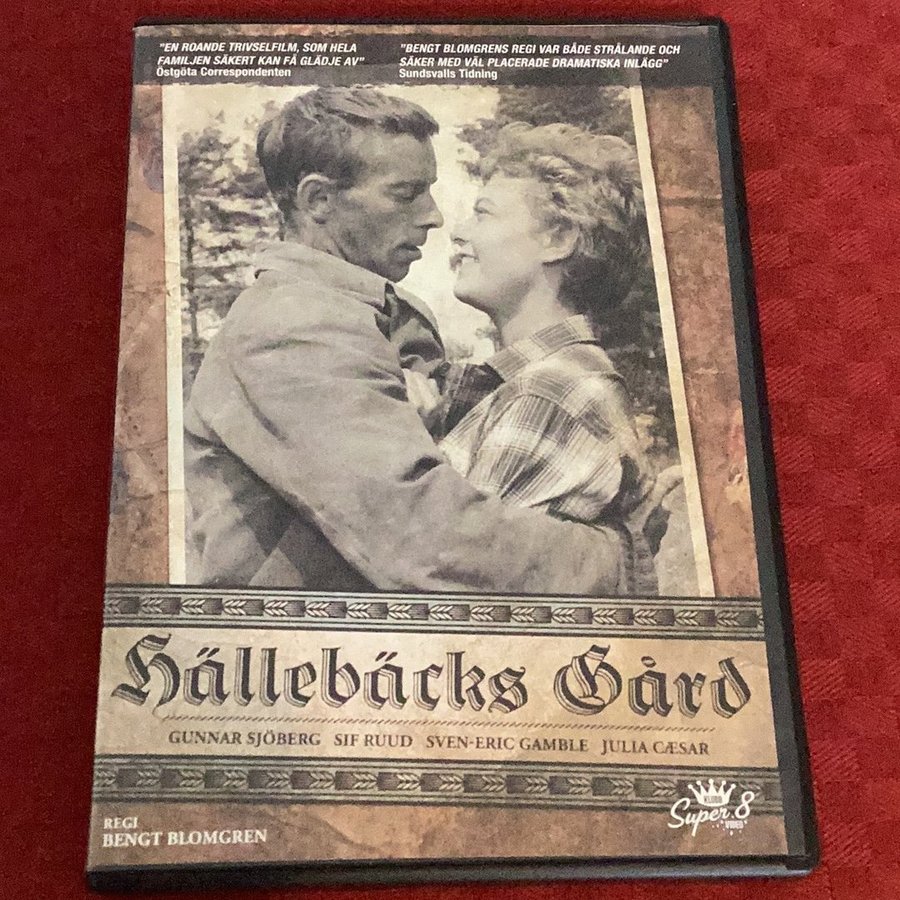 "EN ROANDE TRIVSELFILM, SOM HELA
FAMILJEN SÄKERT KAN FÅ GLÄDJE AV"
Östgöta Correspondenten
"BENGT BLOMGRENS REGI VAR BÅDE STRÅLANDE OCH
SÄKER MED VÄL PLACERADE DRAMATISKA INLÄGG"
Sundsvalls Tidning
Hällebäcks Gård
GUNNAR SJÖBERG SIF RUUD SVEN-ERIC GAMBLE JULIA CÆSAR
REGI
BENGT BLOMGREN
KLUBB
Super 8
VIDEO